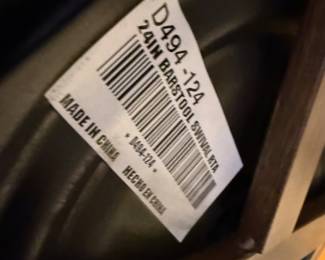 D494-124
24IN BARSTOOL SWIVEL RTA
* D494-124 *
MADE IN CHINA
HECHO EN CHINA